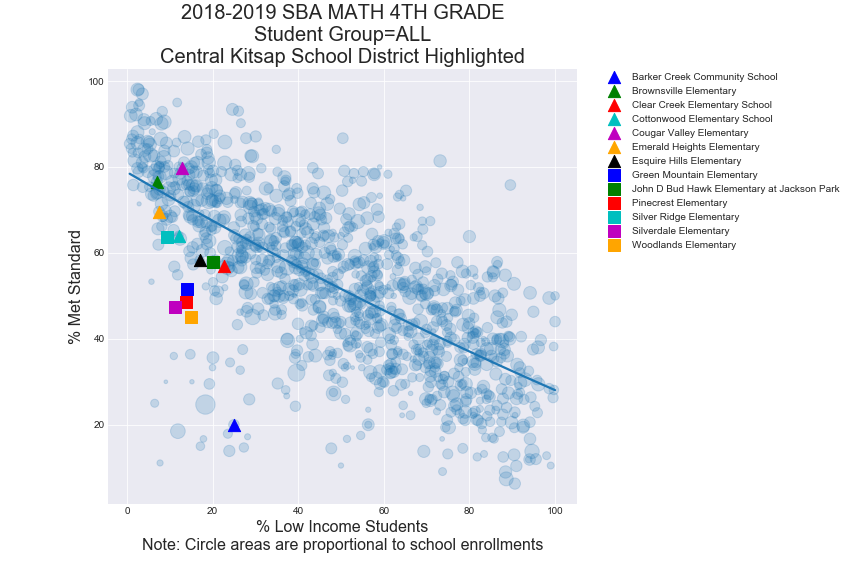 2018-2019 SBA MATH 4TH GRADE
Student Group=ALL
Central Kitsap School District Highlighted
% Met Standard
100
80
60
40
20
0
20
40
60
80
100
% Low Income Students
Note: Circle areas are proportional to school enrollments
Barker Creek Community School
Brownsville Elementary
Clear Creek Elementary School
Cottonwood Elementary School
Cougar Valley Elementary
Emerald Heights Elementary
Esquire Hills Elementary
Green Mountain Elementary
John D Bud Hawk Elementary at Jackson Park
Pinecrest Elementary
Silver Ridge Elementary
Silverdale Elementary
Woodlands Elementary